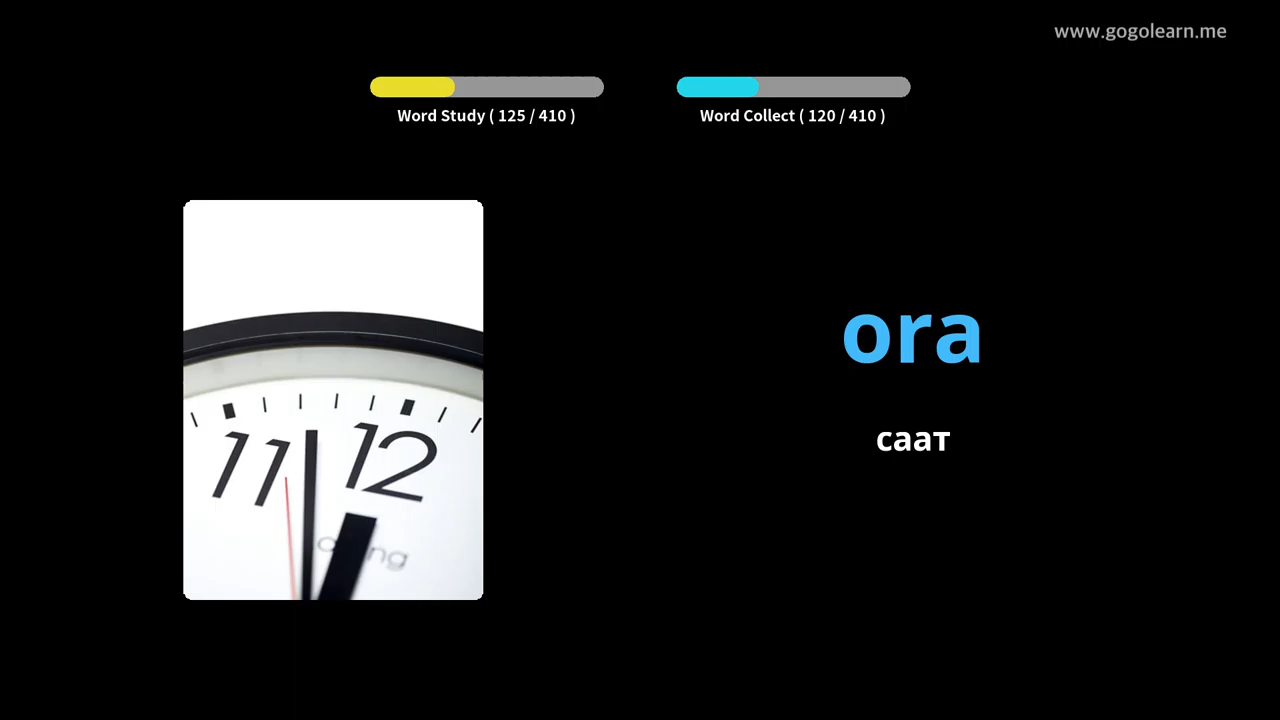 www.gogolearn.me
Word Study ( 125 / 410 )
Word Collect ( 120 / 410 )
ora
саат
11
12